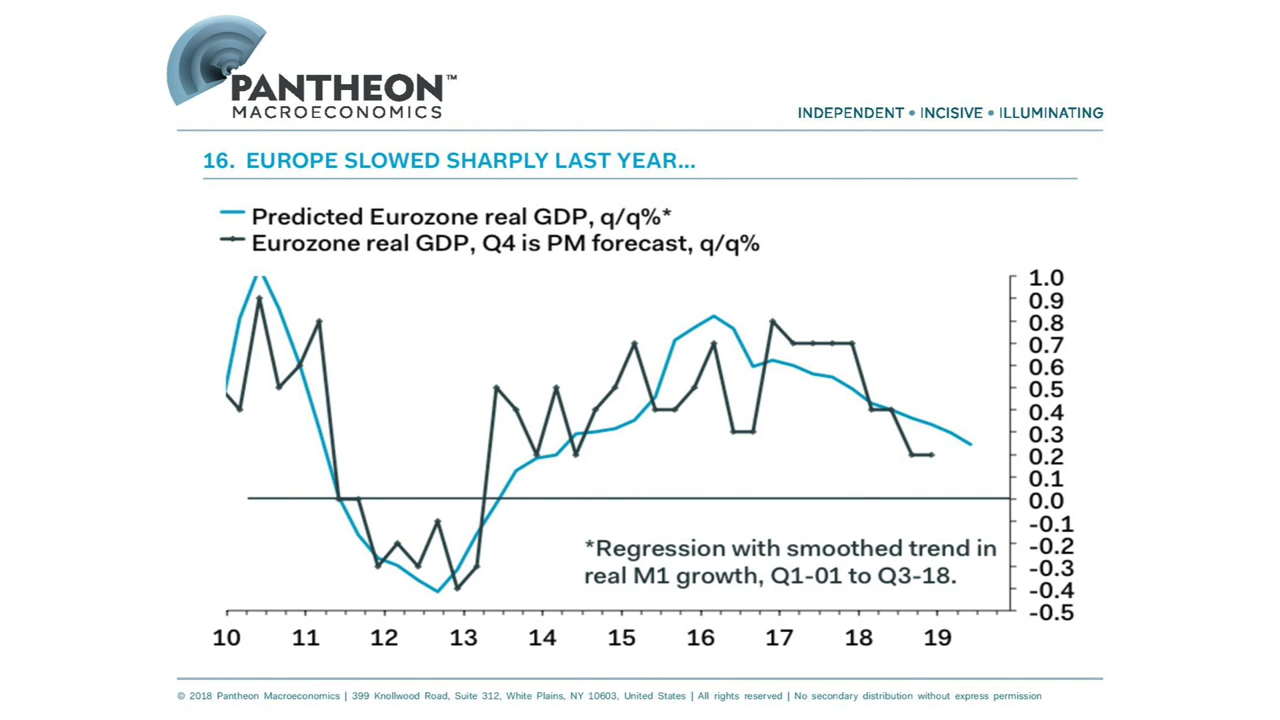 PANTHEON™
MACROECONOMICS
INDEPENDENT • INCISIVE • ILLUMINATING
16. EUROPE SLOWED SHARPLY LAST YEAR...
Predicted Eurozone real GDP, q/q%*
Eurozone real GDP, Q4 is PM forecast, q/q%
1.0
0.9
0.8
0.7
0.6
0.5
0.4
0.3
0.2
0.1
0.0
-0.1
-0.2
-0.3
-0.4
-0.5
*Regression with smoothed trend in
real M1 growth, Q1-01 to Q3-18.
10 11 12 13 14 15 16 17 18 19
© 2018 Pantheon Macroeconomics | 399 Knollwood Road, Suite 312, White Plains, NY 10603, United States | All rights reserved | No secondary distribution without express permission